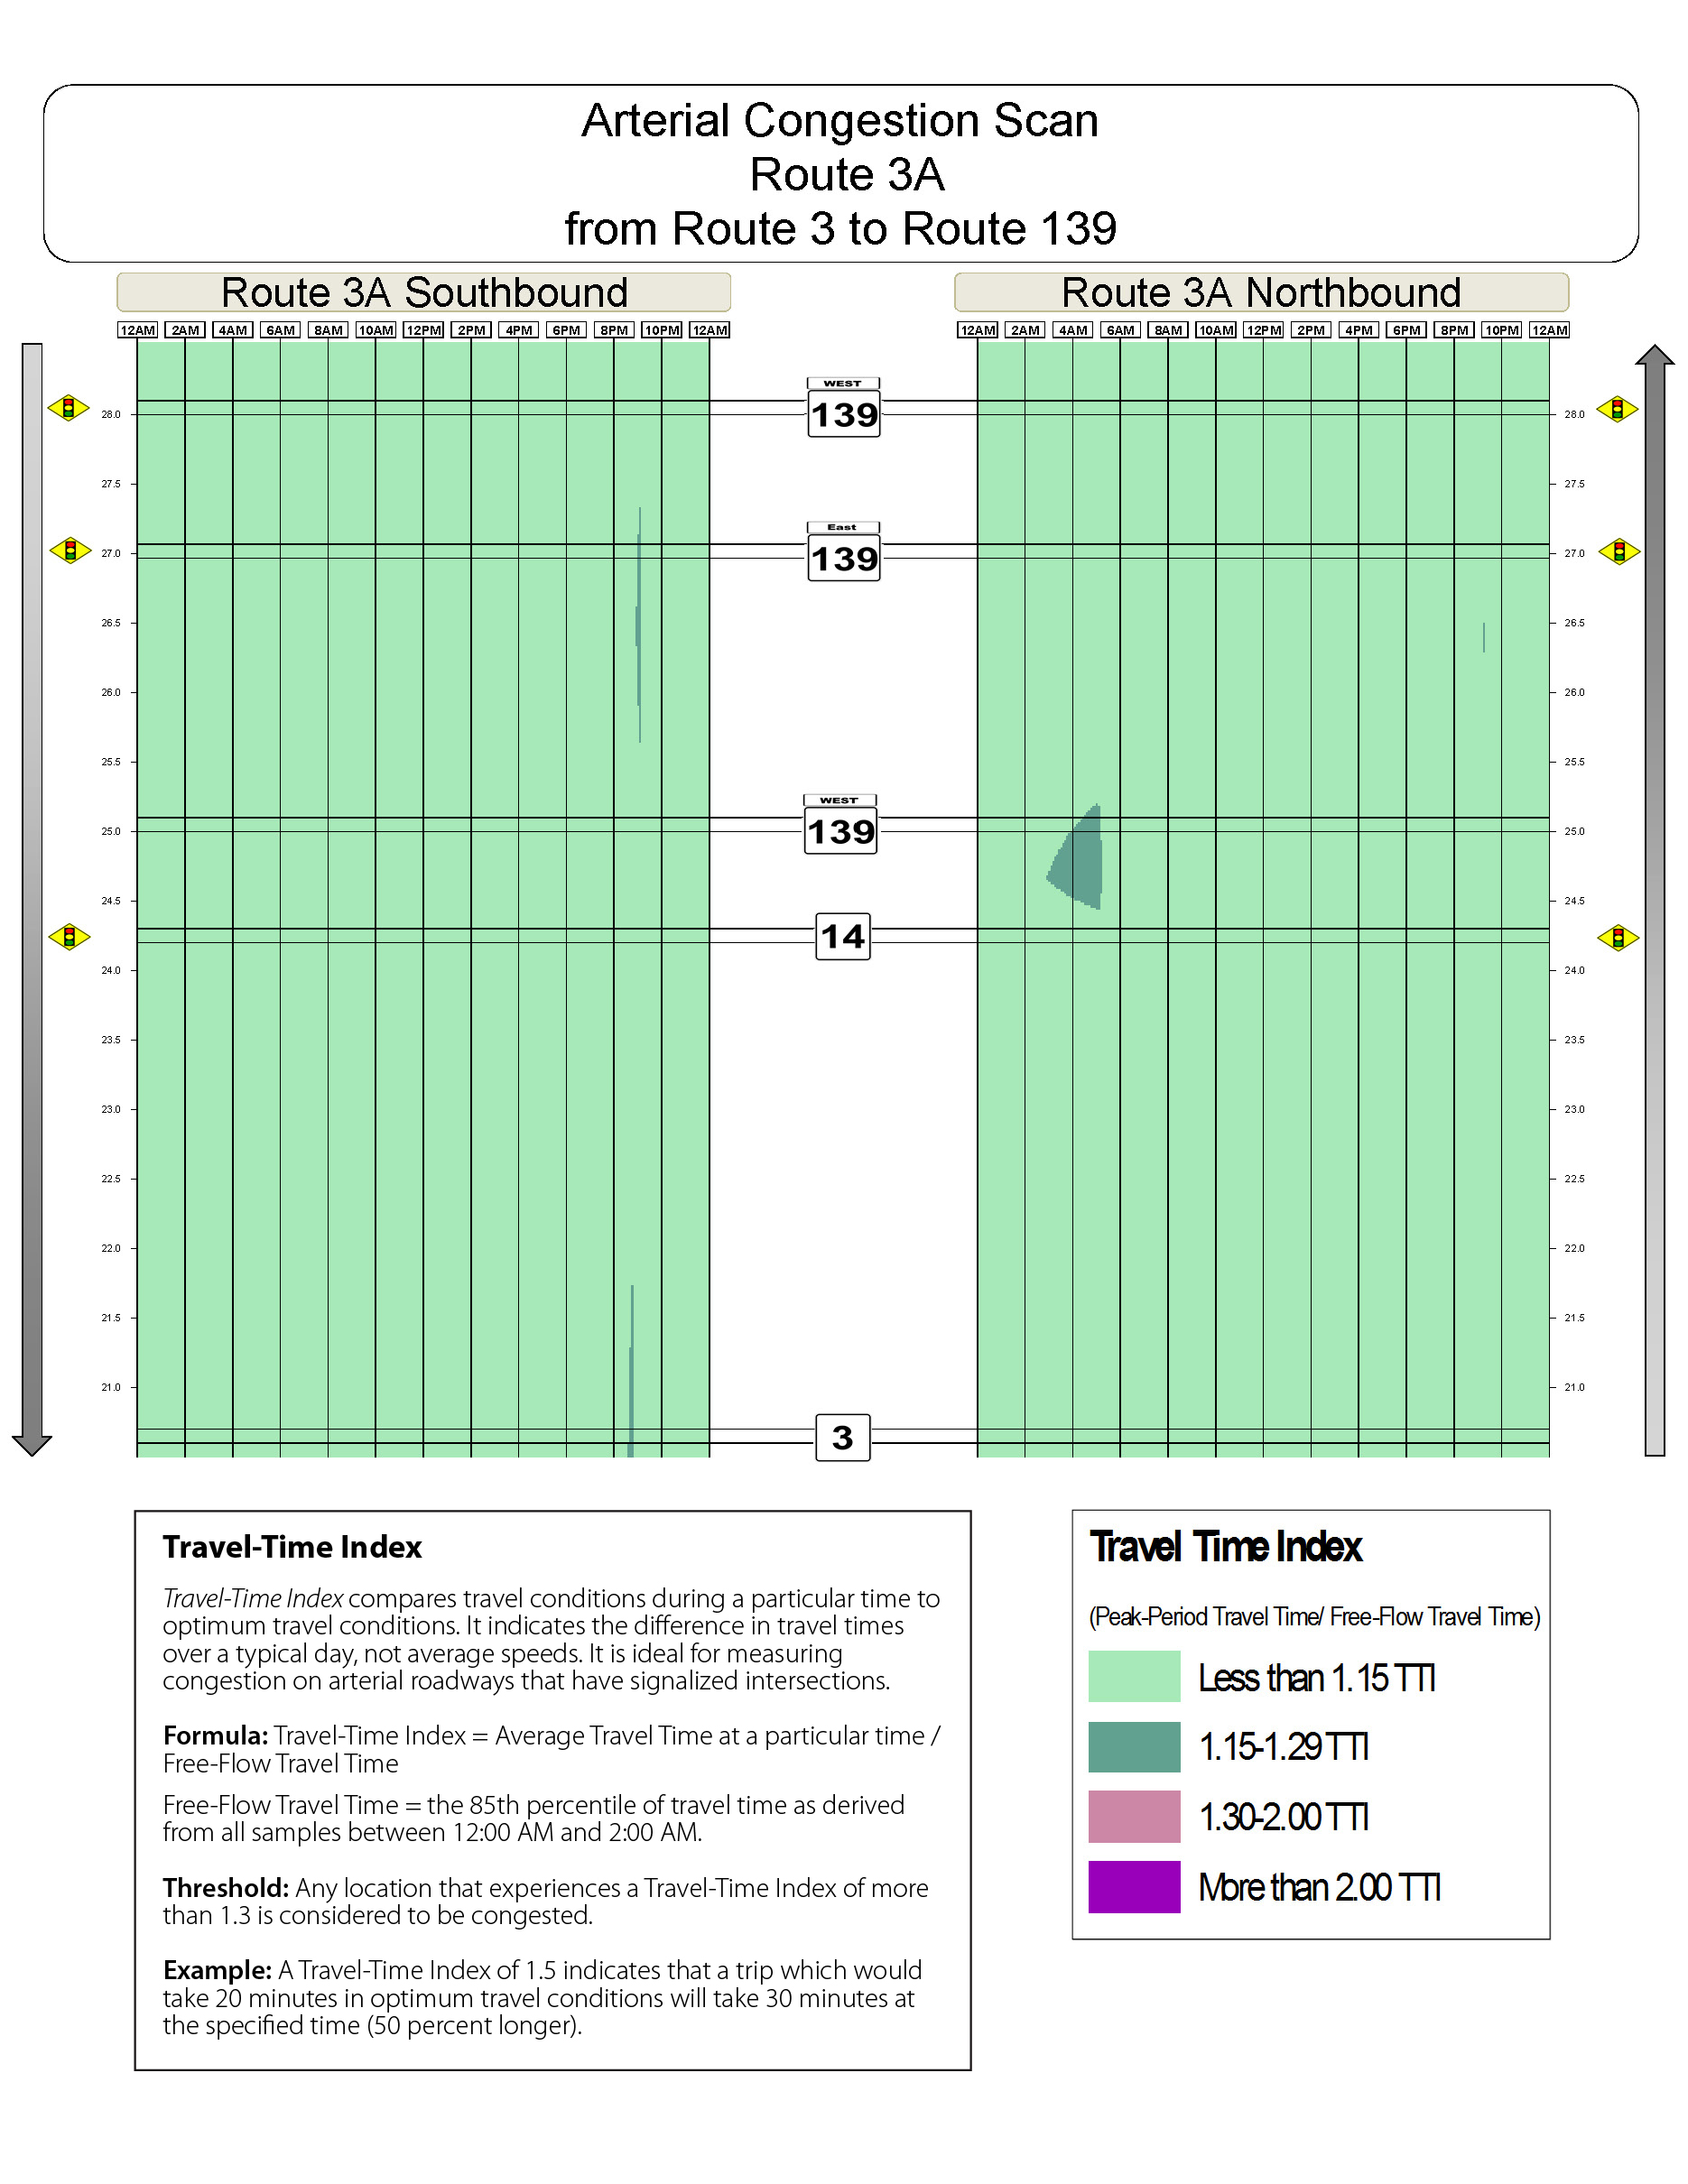 Arterial Congestion Scan
Route 3A
from Route 3 to Route 139
Route 3A Southbound
Route 3A Northbound
12AM 2AM 4AM 6AM 8AM 10AM 12PM 2PM 4PM 6PM 8PM 10PM 12AM
12AM 2AM 4AM 6AM 8AM 10AM 12PM 2PM 4PM 6PM 8PM 10PM 12AM
WEST
28.0 139 28.0
27.5 27.5
East
27.0 139 27.0
26.5 26.5
26.0 26.0
25.5 25.5
WEST
25.0 139 25.0
24.5 24.5
14
24.0 24.0
23.5 23.5
23.0 23.0
22.5 22.5
22.0 22.0
21.5 21.5
21.0 21.0
3
Travel-Time Index
Travel-Time Index compares travel conditions during a particular time to
optimum travel conditions. It indicates the difference in travel times
over a typical day, not average speeds. It is ideal for measuring
congestion on arterial roadways that have signalized intersections.
Formula: Travel-Time Index = Average Travel Time at a particular time /
Free-Flow Travel Time
Free-Flow Travel Time = the 85th percentile of travel time as derived
from all samples between 12:00 AM and 2:00 AM.
Threshold: Any location that experiences a Travel-Time Index of more
than 1.3 is considered to be congested.
Example: A Travel-Time Index of 1.5 indicates that a trip which would
take 20 minutes in optimum travel conditions will take 30 minutes at
the specified time (50 percent longer).
Travel Time Index
(Peak-Period Travel Time/ Free-Flow Travel Time)
Less than 1.15 TTI
1.15-1.29 TTI
1.30-2.00 TTI
More than 2.00 TTI